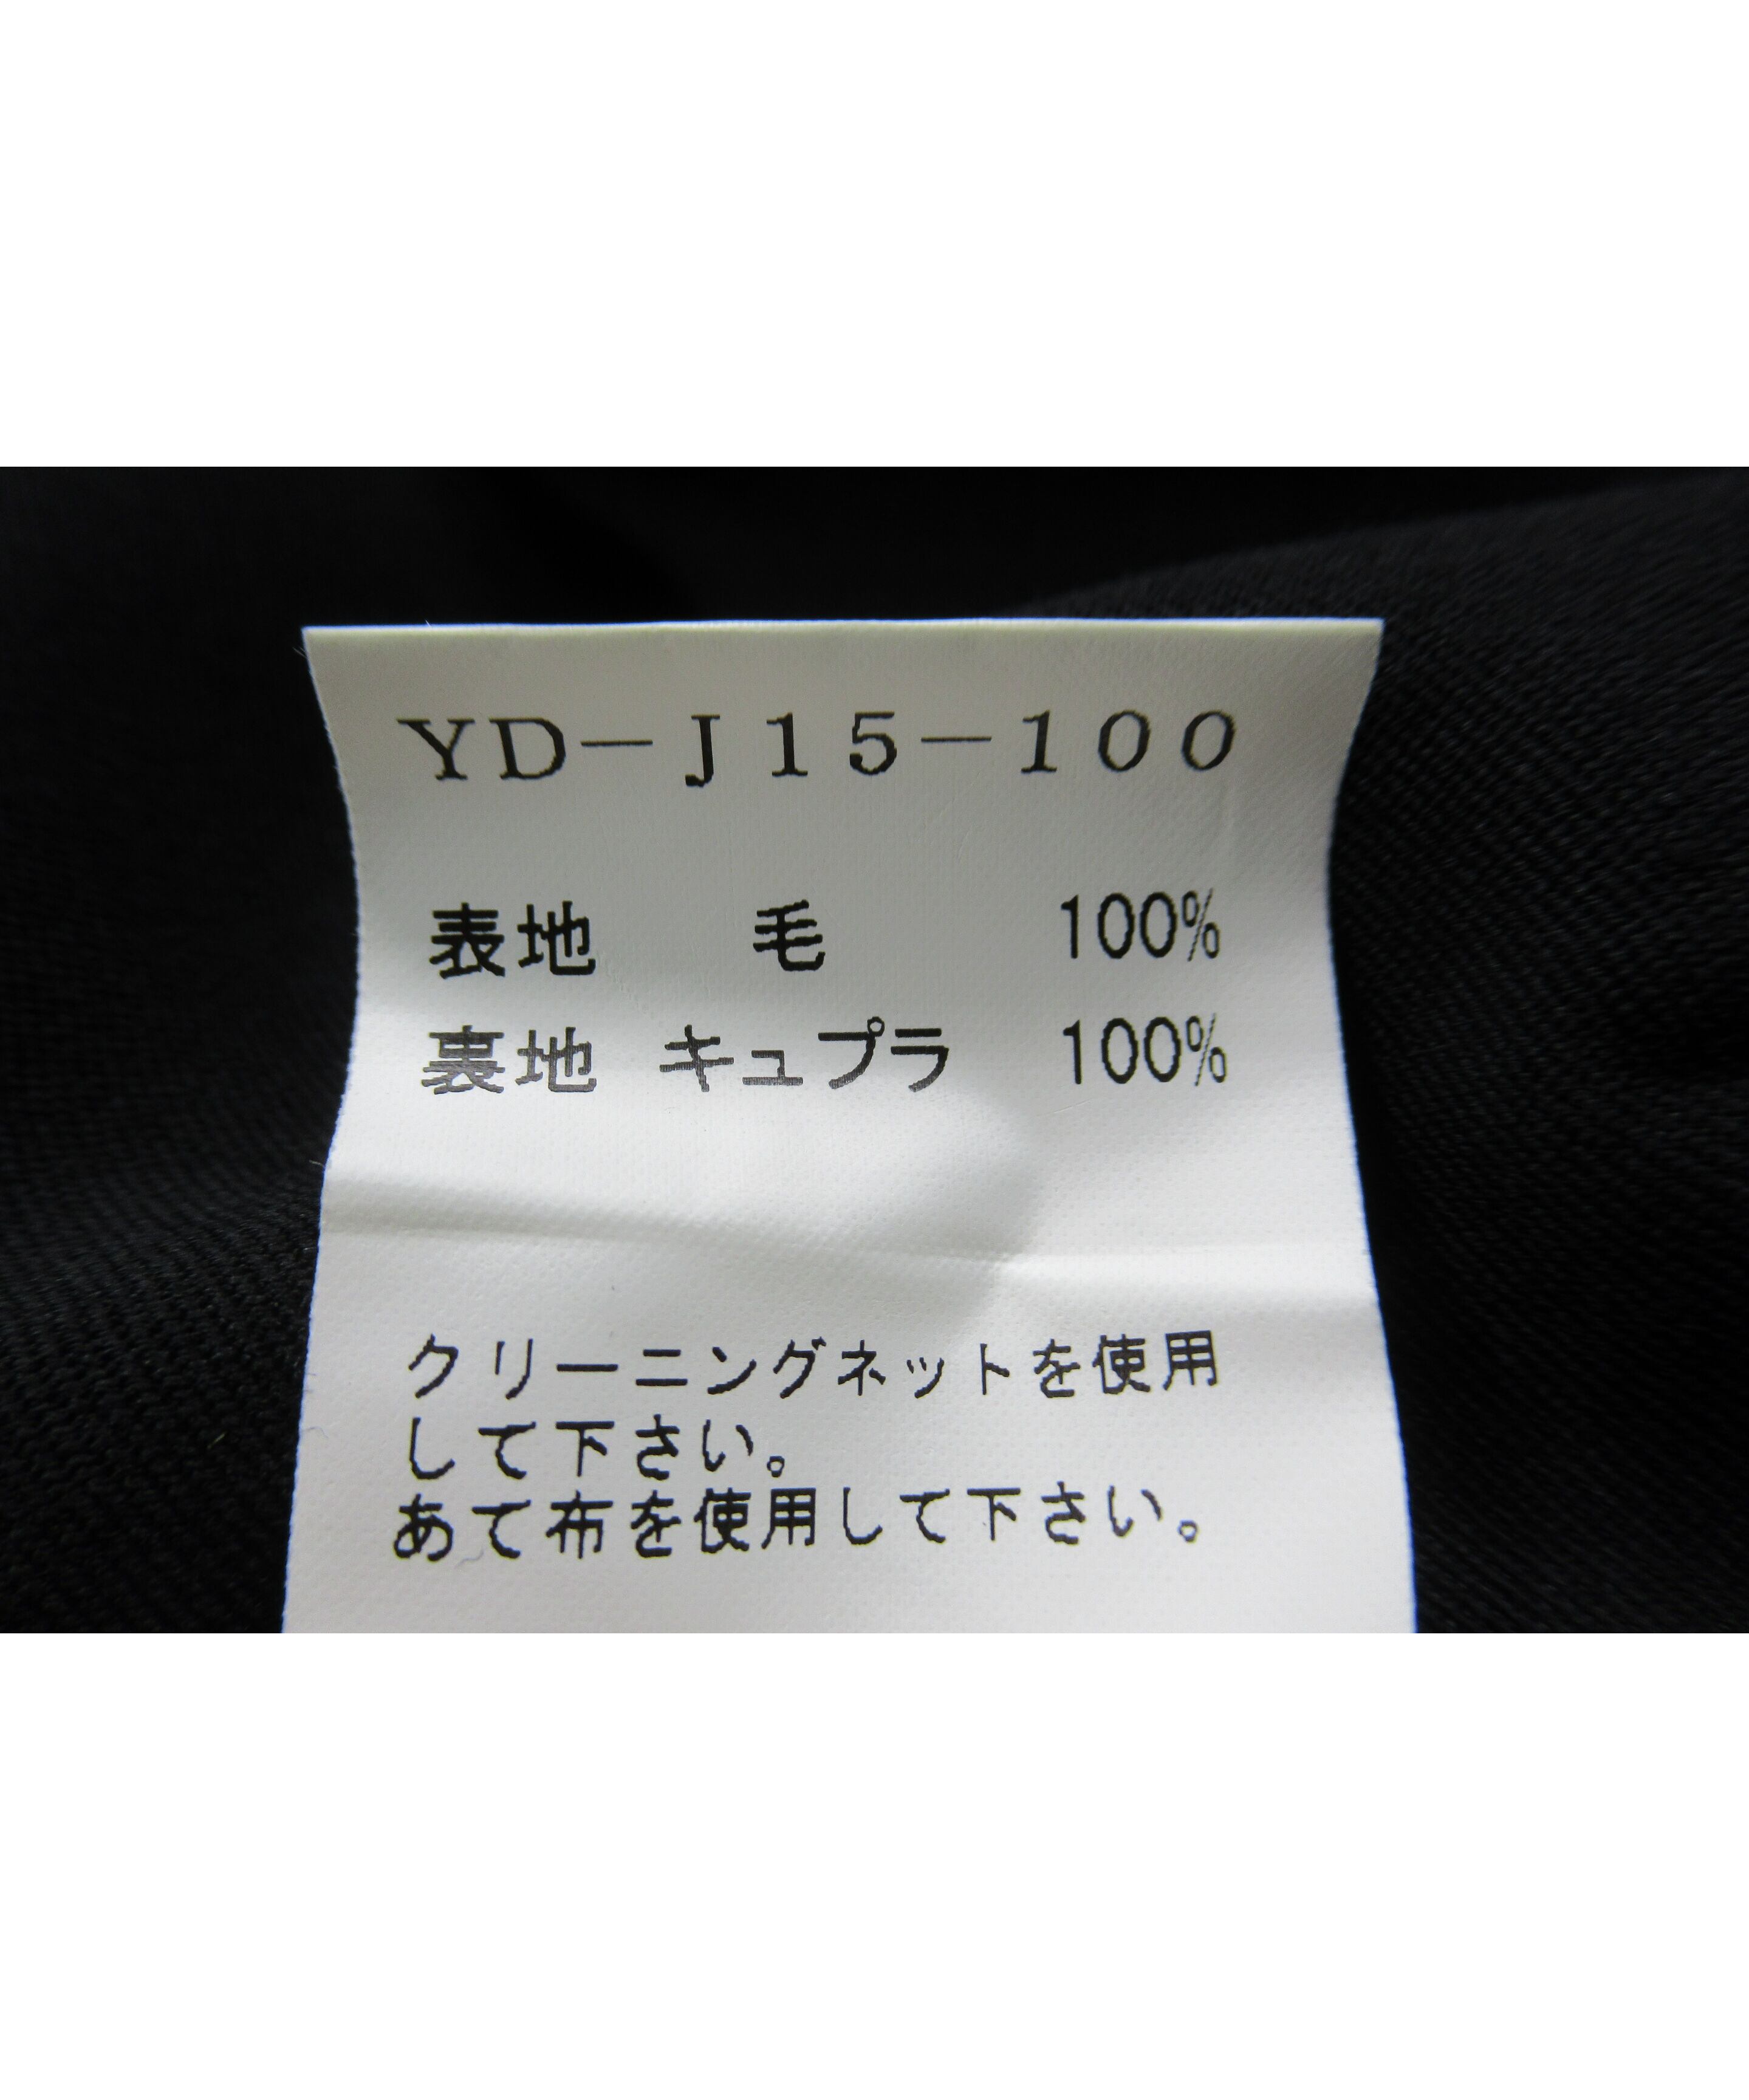 YD-J15-100
表地 毛 100%
裏地 キュプラ 100%
クリーニングネットを使用
して下さい。
あて布を使用して下さい。